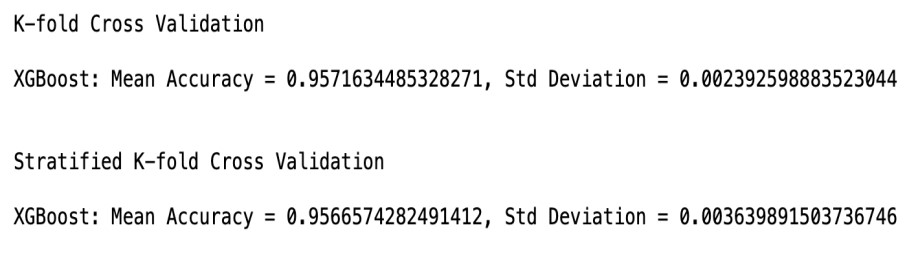 K-fold Cross Validation
XGBoost: Mean Accuracy = 0.9571634485328271, Std Deviation = 0.002392598883523044
Stratified K-fold Cross Validation
XGBoost: Mean Accuracy = 0.9566574282491412, Std Deviation = 0.003639891503736746